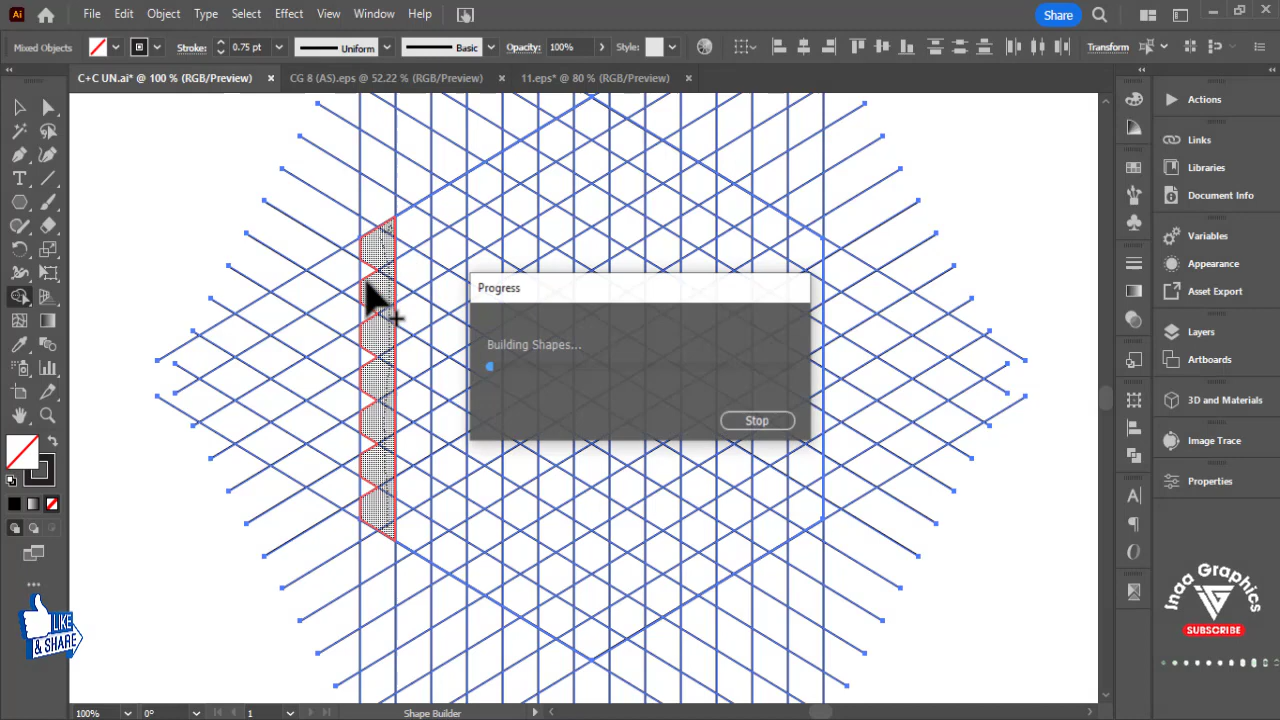 Ai File Edit Object Type Select Effect View Window Help Share
Mixed Objects Stroke: 0.75 pt Uniform Basic Opacity: 100% Style: Transform
C+C UN.ai* @ 100 % (RGB/Preview) × CG 8 (AS).eps @ 52.22 % (RGB/Preview) × 11.eps* @ 80 % (RGB/Preview) ×
Actions
Links
Libraries
Document Info
Variables
Appearance
Asset Export
Layers
Artboards
3D and Materials
Image Trace
Properties
Progress
Building Shapes...
Stop
LIKE
& SHARE
Jnaa Graphics
SUBSCRIBE
100% 0° 1 Shape Builder